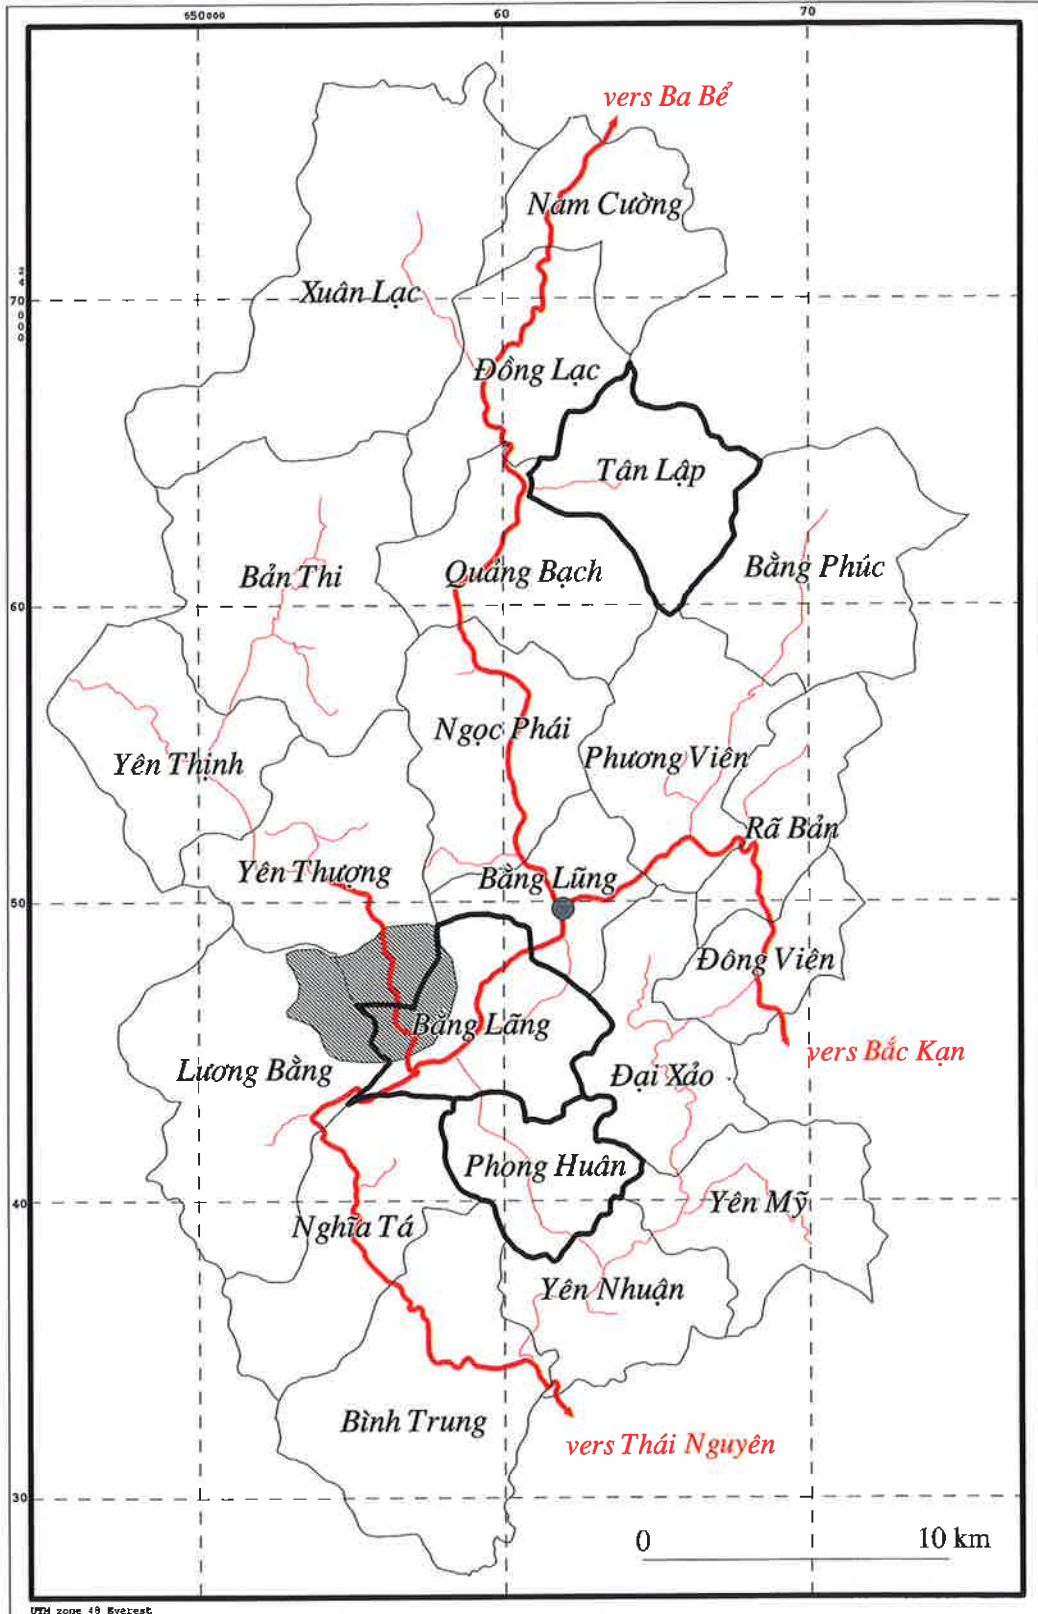 650000 60 70
vers Ba Bể
Nam Cường
Xuân Lạc
24
70
000
Đồng Lạc
Tân Lập
Bằng Phúc
Bản Thi
Quảng Bạch
60
Ngọc Phái
Phương Viên
Yên Thịnh
Rã Bản
Yên Thượng
Bằng Lũng
50
Đông Viên
Bằng Lãng
vers Bắc Kạn
Lương Bằng
Đại Xảo
Phong Huân
40
Yên Mỹ
Nghĩa Tá
Yên Nhuận
Bình Trung
vers Thái Nguyên
30
0 10 km
UTM zone 48 Everest